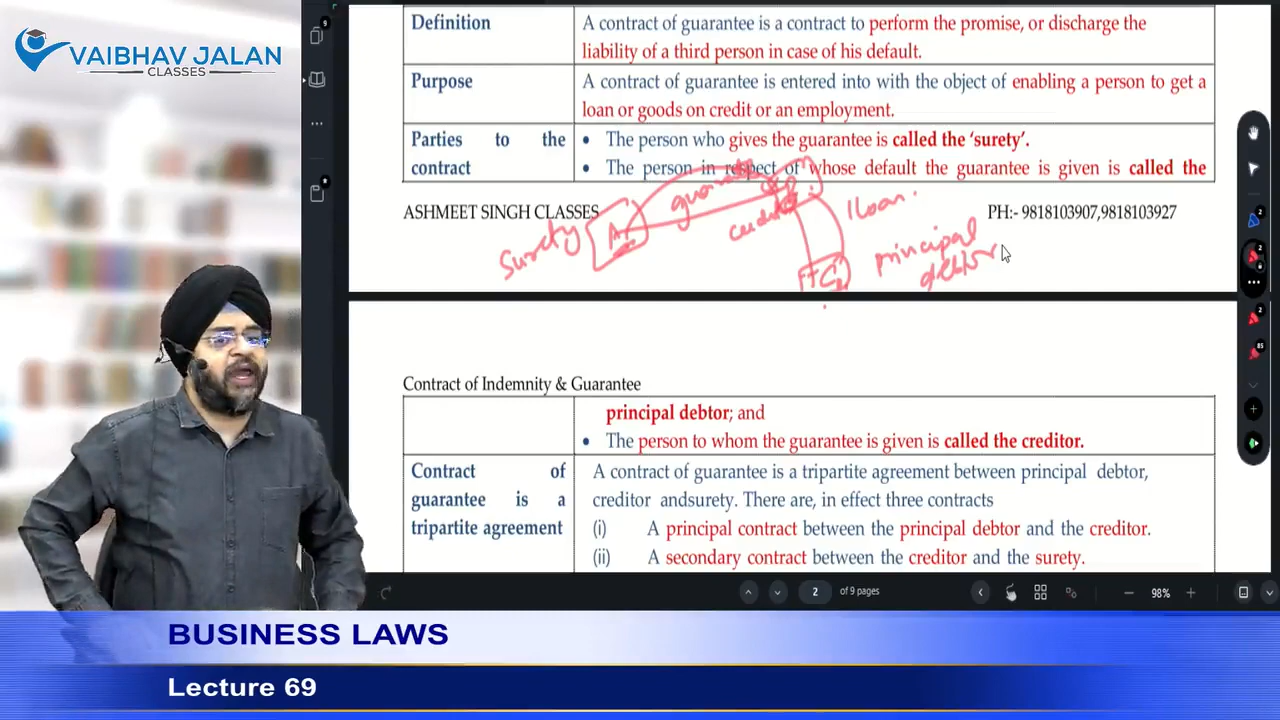 VAIBHAV JALAN
CLASSES
Definition
A contract of guarantee is a contract to perform the promise, or discharge the
liability of a third person in case of his default.
Purpose
A contract of guarantee is entered into with the object of enabling a person to get a
loan or goods on credit or an employment.
Parties to the
contract
• The person who gives the guarantee is called the ‘surety’.
• The person in respect of whose default the guarantee is given is called the
ASHMEET SINGH CLASSES
PH:- 9818103907,9818103927
Surety
guarantee
loan.
principal
debtor
Contract of Indemnity & Guarantee
principal debtor; and
• The person to whom the guarantee is given is called the creditor.
Contract of
guarantee is a
tripartite agreement
A contract of guarantee is a tripartite agreement between principal debtor,
creditor andsurety. There are, in effect three contracts
(i) A principal contract between the principal debtor and the creditor.
(ii) A secondary contract between the creditor and the surety.
2 of 9 pages
98%
BUSINESS LAWS
Lecture 69